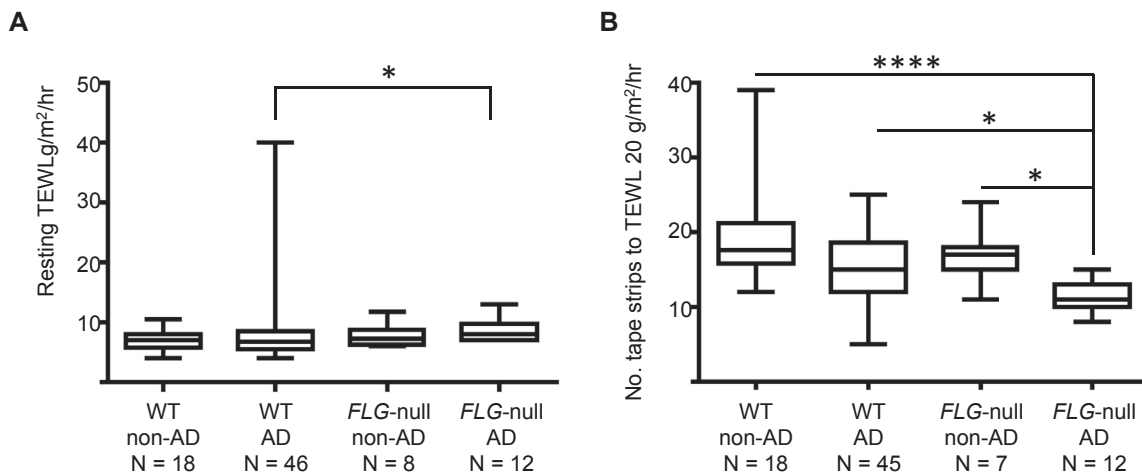 A
B
Resting TEWLg/m²/hr
50
40
30
20
10
*
WT
non-AD
N = 18
WT
AD
N = 46
FLG-null
non-AD
N = 8
FLG-null
AD
N = 12
No. tape strips to TEWL 20 g/m²/hr
40
30
20
10
****
*
*
WT
non-AD
N = 18
WT
AD
N = 45
FLG-null
non-AD
N = 7
FLG-null
AD
N = 12